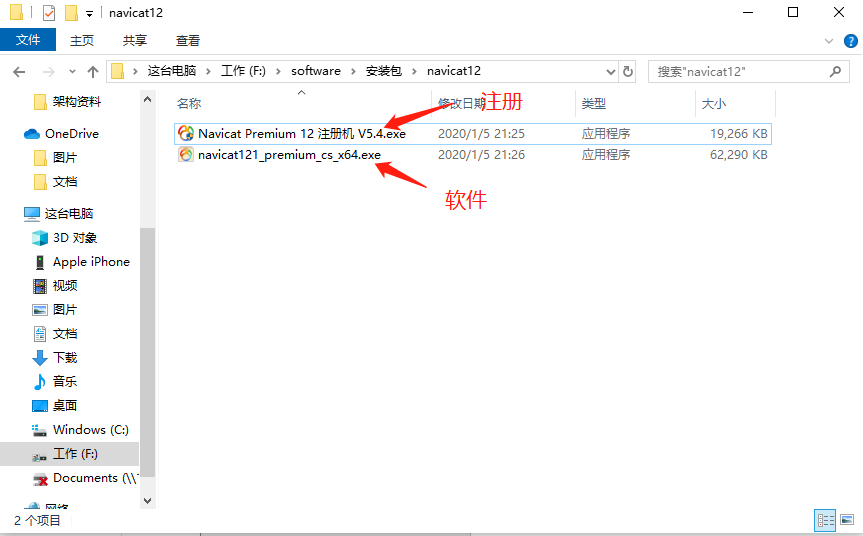 navicat12
文件 主页 共享 查看
这台电脑 工作 (F:) software 安装包 navicat12 搜索"navicat12"
架构资料
OneDrive
图片
文档
这台电脑
3D 对象
Apple iPhone
视频
图片
文档
下载
音乐
桌面
Windows (C:)
工作 (F:)
Documents (\\
网络
名称 修改日期 类型 大小
注册
Navicat Premium 12 注册机 V5.4.exe 2020/1/5 21:25 应用程序 19,266 KB
navicat121_premium_cs_x64.exe 2020/1/5 21:26 应用程序 62,290 KB
软件
2 个项目